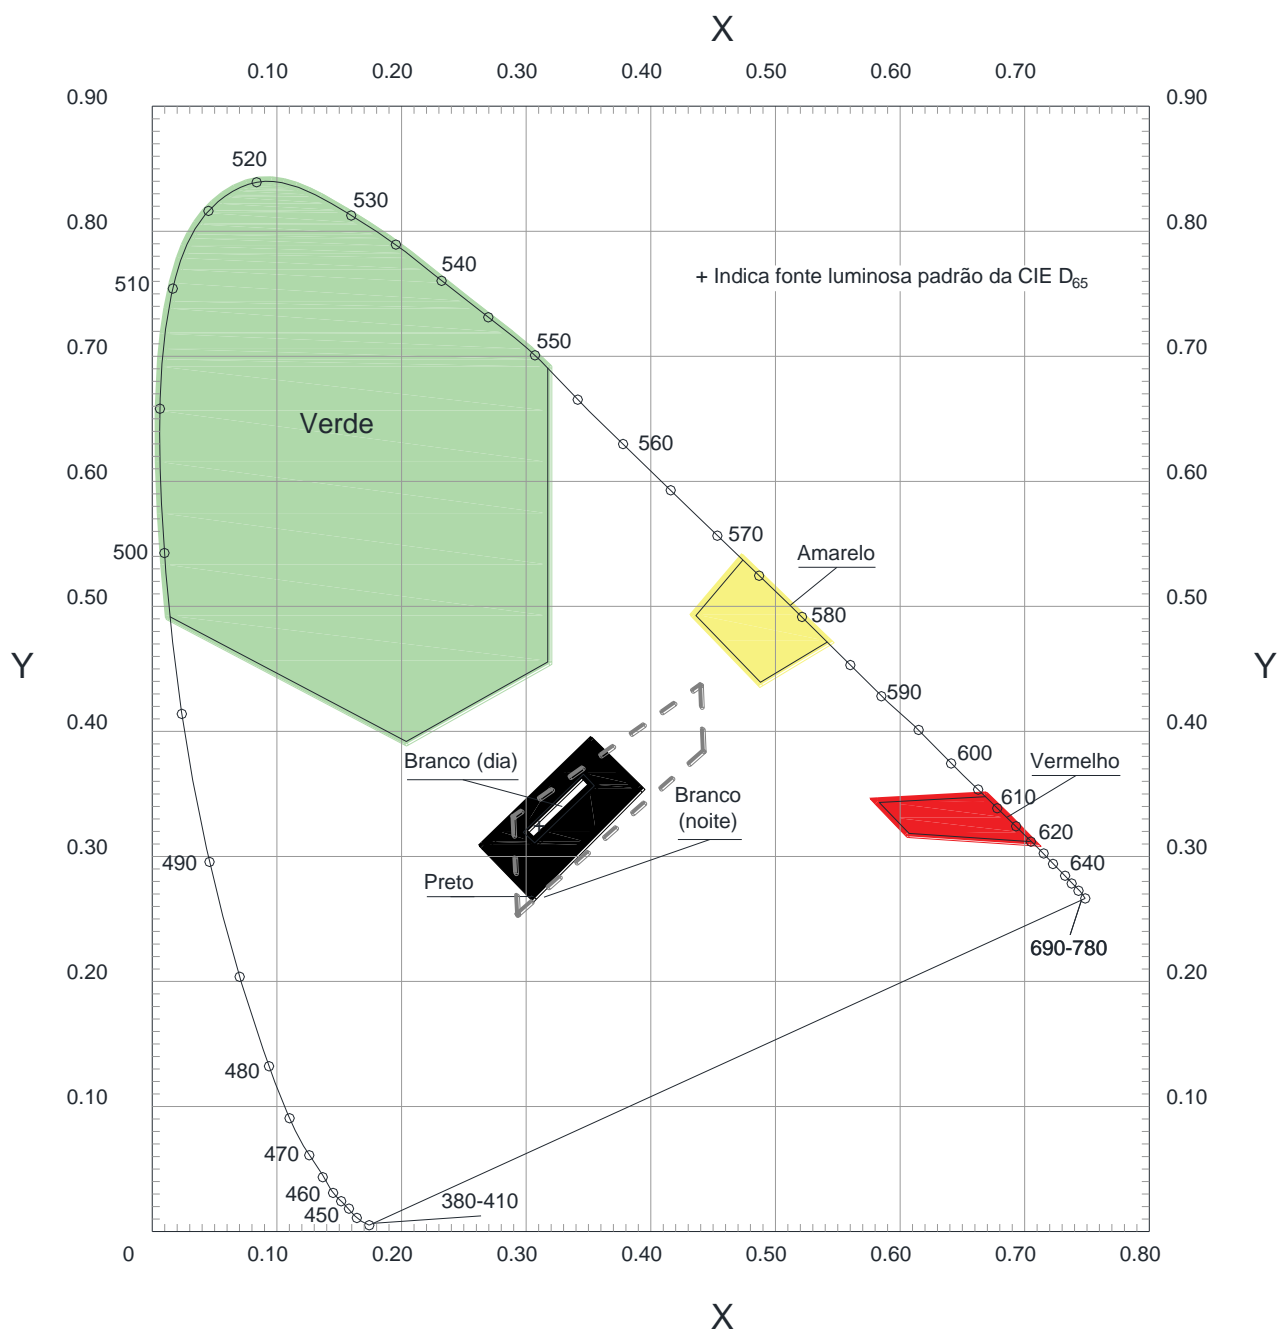 X
0.10 0.20 0.30 0.40 0.50 0.60 0.70
0.90 0.90
520
530
0.80 0.80
540
+ Indica fonte luminosa padrão da CIE D65
510
550
0.70 0.70
Verde
560
0.60 0.60
570
500
Amarelo
0.50 0.50
580
Y Y
590
0.40 0.40
600
Branco (dia)
Vermelho
Branco
(noite)
610
620
0.30 0.30
490
640
Preto
690-780
0.20 0.20
480
0.10 0.10
470
460
380-410
450
0 0.10 0.20 0.30 0.40 0.50 0.60 0.70 0.80
X